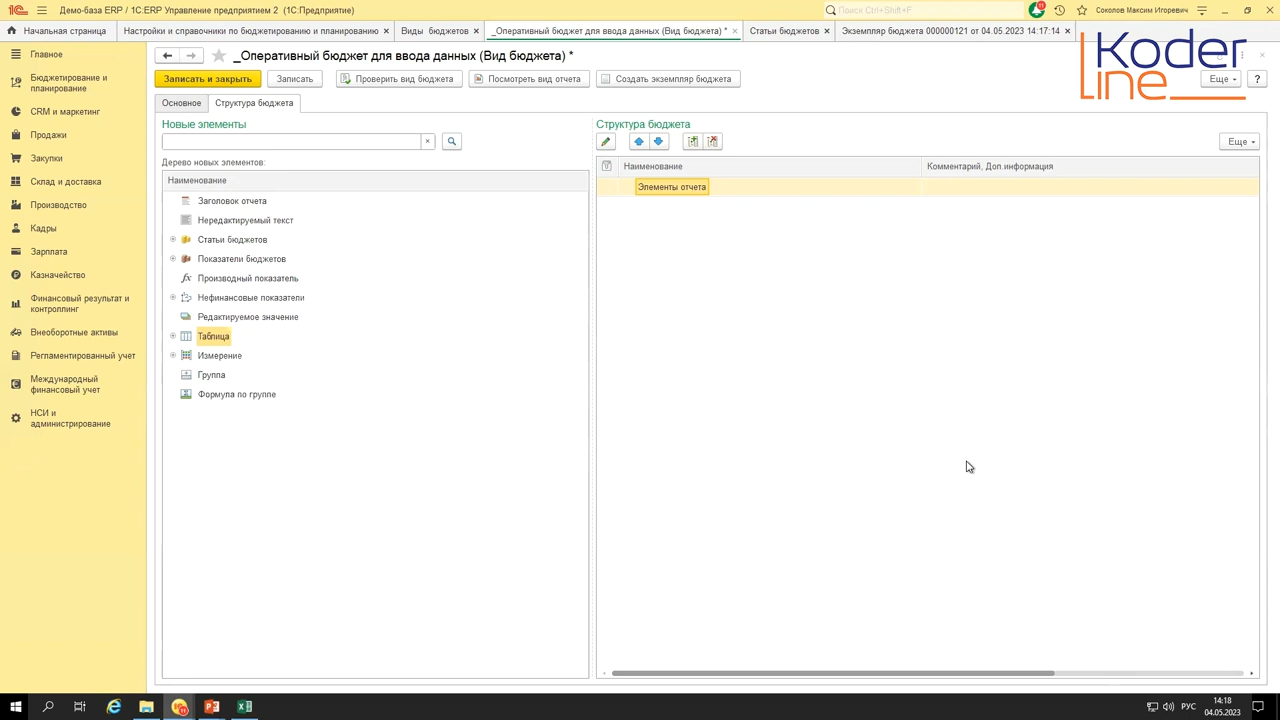 Демо-база ERP / 1С:ERP Управление предприятием 2 (1С:Предприятие)
Поиск Ctrl+Shift+F
11
Соколов Максим Игоревич
Начальная страница
Настройки и справочники по бюджетированию и планированию ×
Виды бюджетов ×
_Оперативный бюджет для ввода данных (Вид бюджета) * ×
Статьи бюджетов ×
Экземпляр бюджета 000000121 от 04.05.2023 14:17:14 ×
Koder
line
Главное
Бюджетирование и
планирование
CRM и маркетинг
Продажи
Закупки
Склад и доставка
Производство
Кадры
Зарплата
Казначейство
Финансовый результат и
контроллинг
Внеоборотные активы
Регламентированный учет
Международный
финансовый учет
НСИ и
администрирование
_Оперативный бюджет для ввода данных (Вид бюджета) *
Записать и закрыть
Записать
Проверить вид бюджета
Посмотреть вид отчета
Создать экземпляр бюджета
Еще
?
Основное
Структура бюджета
Новые элементы
Дерево новых элементов:
Наименование
Заголовок отчета
Нередактируемый текст
Статьи бюджетов
Показатели бюджетов
Производный показатель
Нефинансовые показатели
Редактируемое значение
Таблица
Измерение
Группа
Формула по группе
Структура бюджета
Еще
Наименование
Комментарий, Доп.информация
Элементы отчета
РУС
14:18
04.05.2023